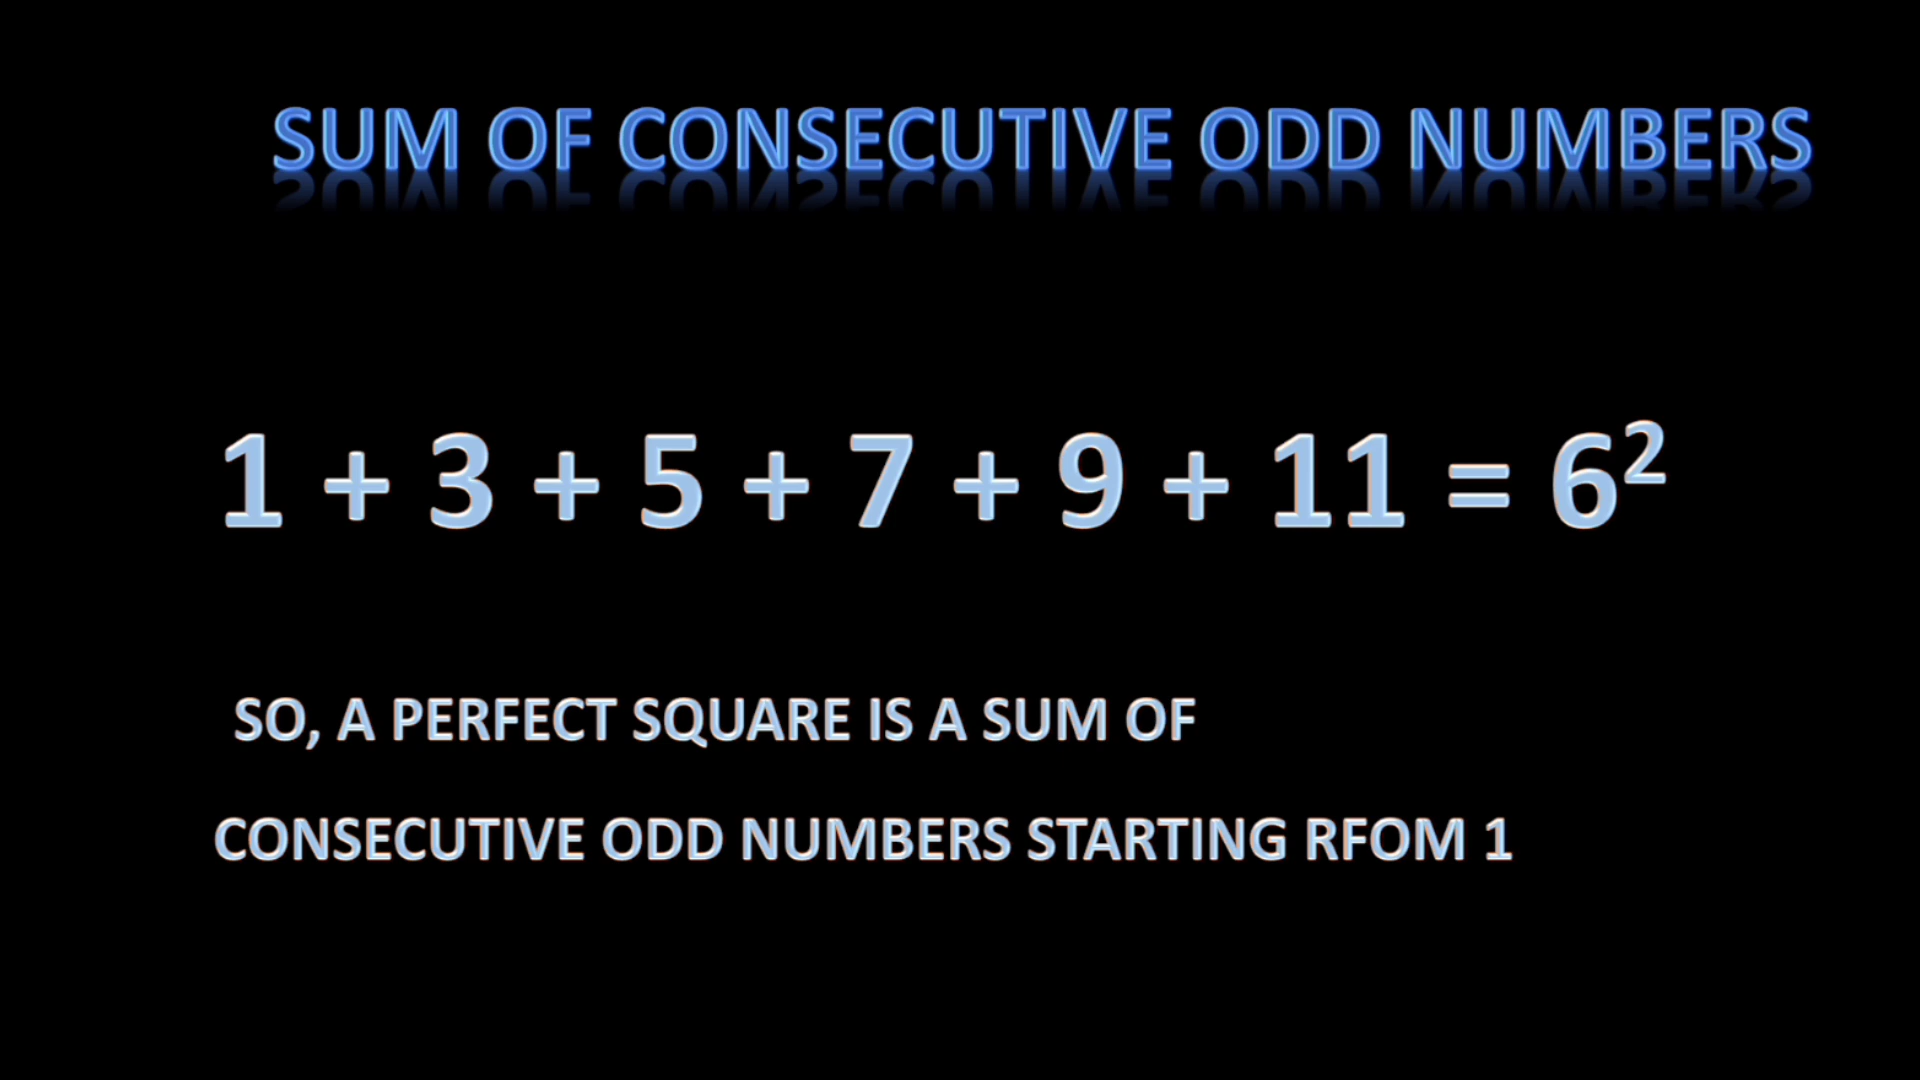 SUM OF CONSECUTIVE ODD NUMBERS
1 + 3 + 5 + 7 + 9 + 11 = 6²
SO, A PERFECT SQUARE IS A SUM OF
CONSECUTIVE ODD NUMBERS STARTING RFOM 1